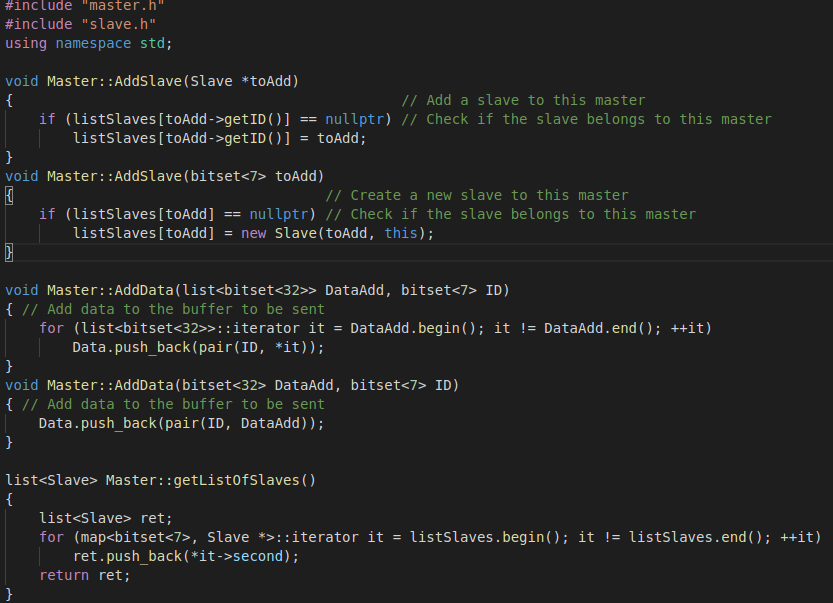 #include "master.h"
#include "slave.h"
using namespace std;
void Master::AddSlave(Slave *toAdd)
{ // Add a slave to this master
if (listSlaves[toAdd->getID()] == nullptr) // Check if the slave belongs to this master
listSlaves[toAdd->getID()] = toAdd;
}
void Master::AddSlave(bitset<7> toAdd)
{ // Create a new slave to this master
if (listSlaves[toAdd] == nullptr) // Check if the slave belongs to this master
listSlaves[toAdd] = new Slave(toAdd, this);
}
void Master::AddData(list<bitset<32>> DataAdd, bitset<7> ID)
{ // Add data to the buffer to be sent
for (list<bitset<32>>::iterator it = DataAdd.begin(); it != DataAdd.end(); ++it)
Data.push_back(pair(ID, *it));
}
void Master::AddData(bitset<32> DataAdd, bitset<7> ID)
{ // Add data to the buffer to be sent
Data.push_back(pair(ID, DataAdd));
}
list<Slave> Master::getListOfSlaves()
{
list<Slave> ret;
for (map<bitset<7>, Slave *>::iterator it = listSlaves.begin(); it != listSlaves.end(); ++it)
ret.push_back(*it->second);
return ret;
}